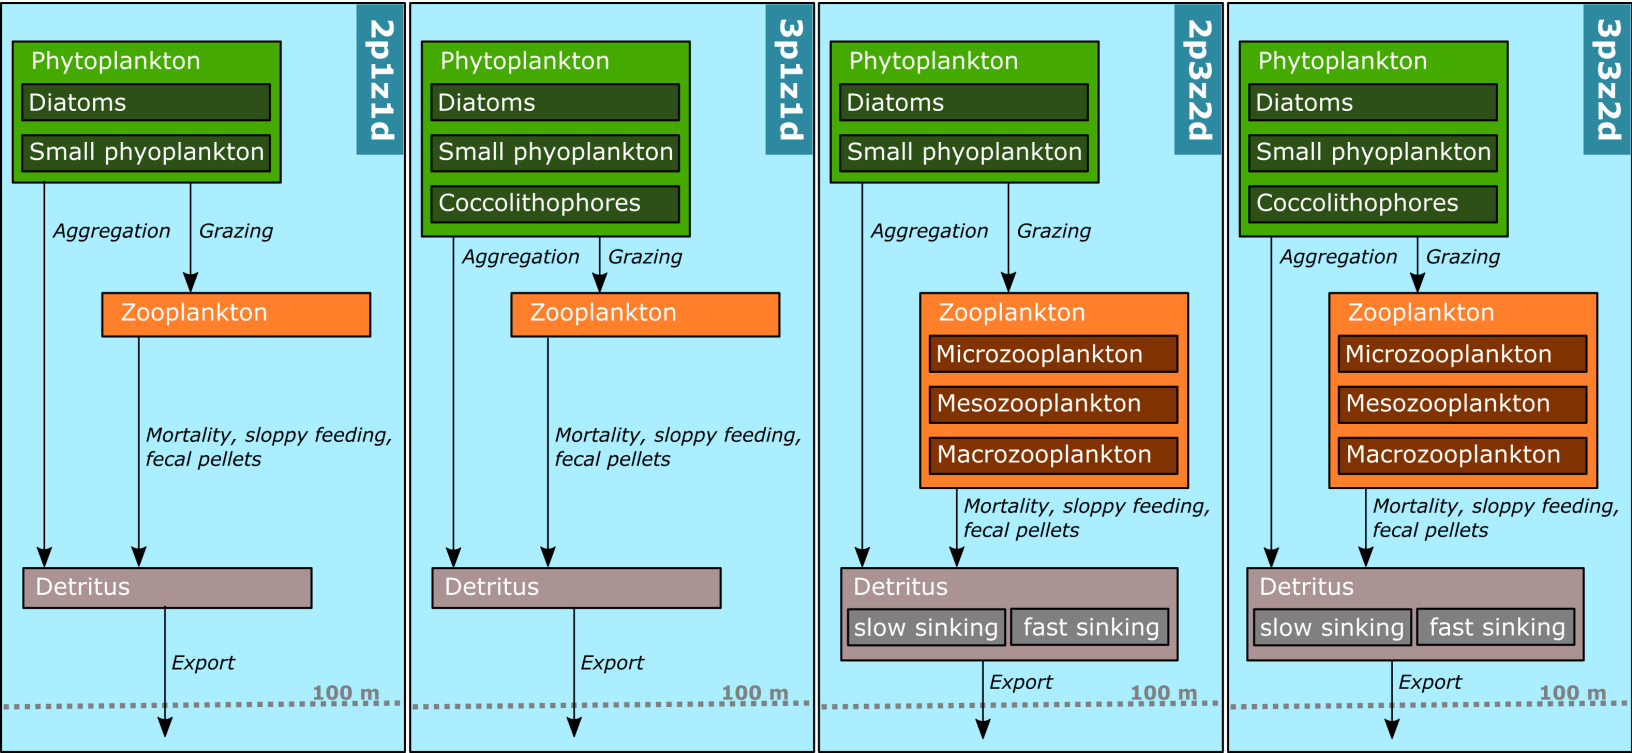 2p1z1d
Phytoplankton
Diatoms
Small phyoplankton
Aggregation
Grazing
Zooplankton
Mortality, sloppy feeding,
fecal pellets
Detritus
Export
100 m
3p1z1d
Phytoplankton
Diatoms
Small phyoplankton
Coccolithophores
Aggregation
Grazing
Zooplankton
Mortality, sloppy feeding,
fecal pellets
Detritus
Export
100 m
2p3z2d
Phytoplankton
Diatoms
Small phyoplankton
Aggregation
Grazing
Zooplankton
Microzooplankton
Mesozooplankton
Macrozooplankton
Mortality, sloppy feeding,
fecal pellets
Detritus
slow sinking
fast sinking
Export
100 m
3p3z2d
Phytoplankton
Diatoms
Small phyoplankton
Coccolithophores
Aggregation
Grazing
Zooplankton
Microzooplankton
Mesozooplankton
Macrozooplankton
Mortality, sloppy feeding,
fecal pellets
Detritus
slow sinking
fast sinking
Export
100 m